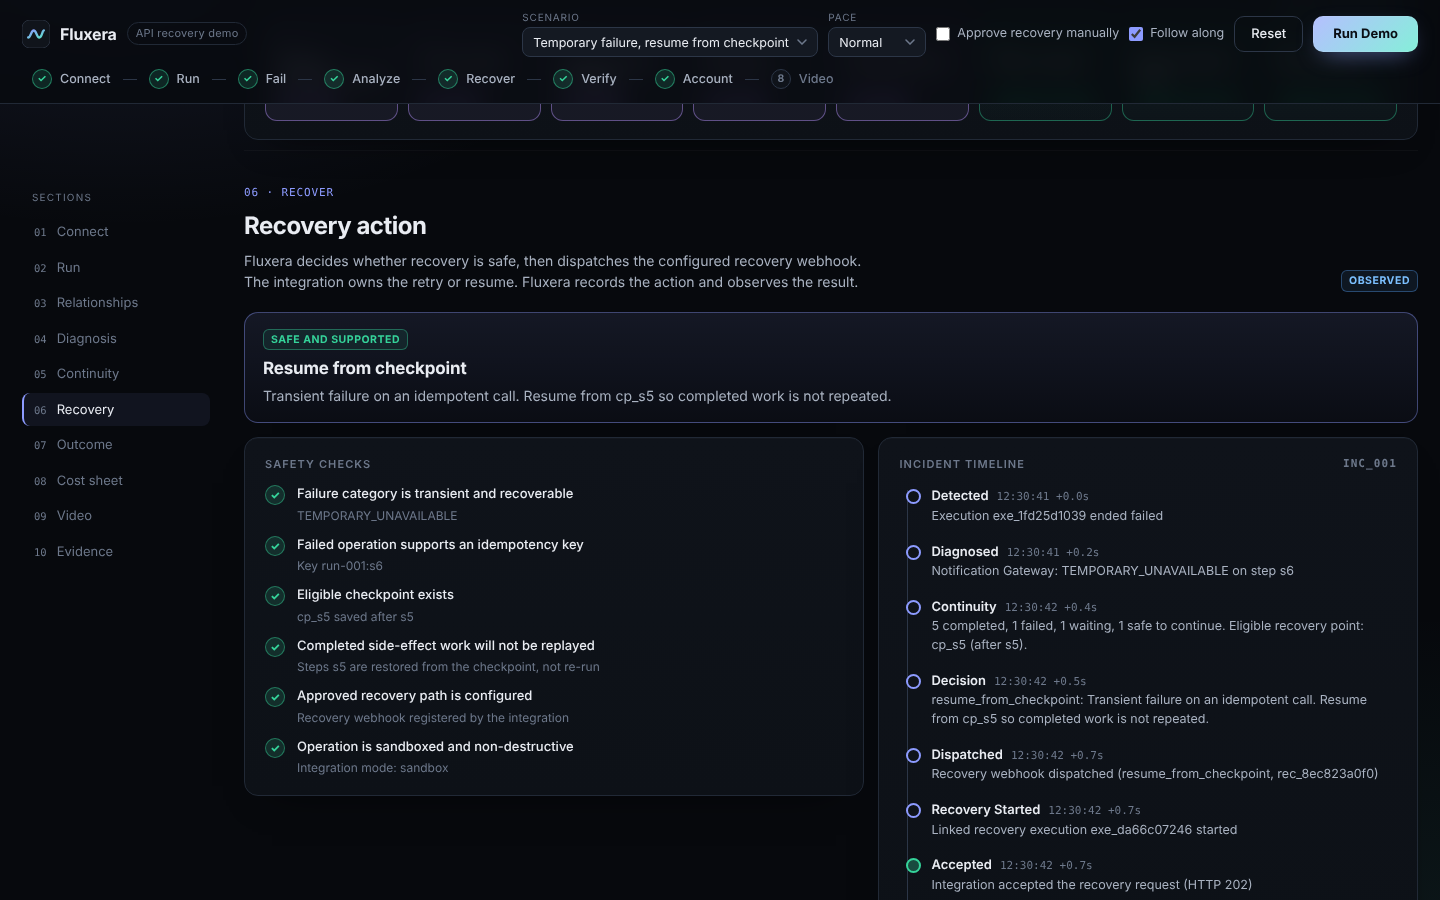 Fluxera
API recovery demo
SCENARIO
Temporary failure, resume from checkpoint
PACE
Normal
Approve recovery manually
Follow along
Reset
Run Demo
Connect
Run
Fail
Analyze
Recover
Verify
Account
8 Video
SECTIONS
01 Connect
02 Run
03 Relationships
04 Diagnosis
05 Continuity
06 Recovery
07 Outcome
08 Cost sheet
09 Video
10 Evidence
06 · RECOVER
Recovery action
Fluxera decides whether recovery is safe, then dispatches the configured recovery webhook.
The integration owns the retry or resume. Fluxera records the action and observes the result.
OBSERVED
SAFE AND SUPPORTED
Resume from checkpoint
Transient failure on an idempotent call. Resume from cp_s5 so completed work is not repeated.
SAFETY CHECKS
Failure category is transient and recoverable
TEMPORARY_UNAVAILABLE
Failed operation supports an idempotency key
Key run-001:s6
Eligible checkpoint exists
cp_s5 saved after s5
Completed side-effect work will not be replayed
Steps s5 are restored from the checkpoint, not re-run
Approved recovery path is configured
Recovery webhook registered by the integration
Operation is sandboxed and non-destructive
Integration mode: sandbox
INCIDENT TIMELINE
INC_001
Detected 12:30:41 +0.0s
Execution exe_1fd25d1039 ended failed
Diagnosed 12:30:41 +0.2s
Notification Gateway: TEMPORARY_UNAVAILABLE on step s6
Continuity 12:30:42 +0.4s
5 completed, 1 failed, 1 waiting, 1 safe to continue. Eligible recovery point:
cp_s5 (after s5).
Decision 12:30:42 +0.5s
resume_from_checkpoint: Transient failure on an idempotent call. Resume
from cp_s5 so completed work is not repeated.
Dispatched 12:30:42 +0.7s
Recovery webhook dispatched (resume_from_checkpoint, rec_8ec823a0f0)
Recovery Started 12:30:42 +0.7s
Linked recovery execution exe_da66c07246 started
Accepted 12:30:42 +0.7s
Integration accepted the recovery request (HTTP 202)